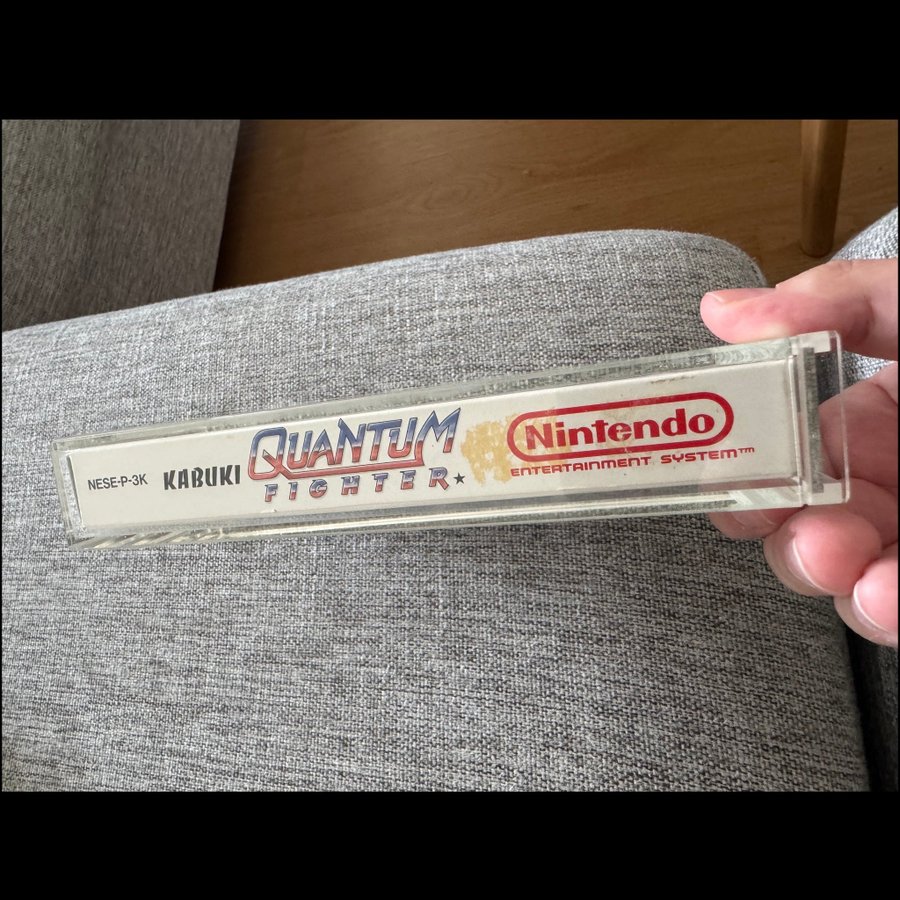 NESE-P-3K
KABUKI
QUANTUM
FIGHTER
Nintendo
ENTERTAINMENT SYSTEM™